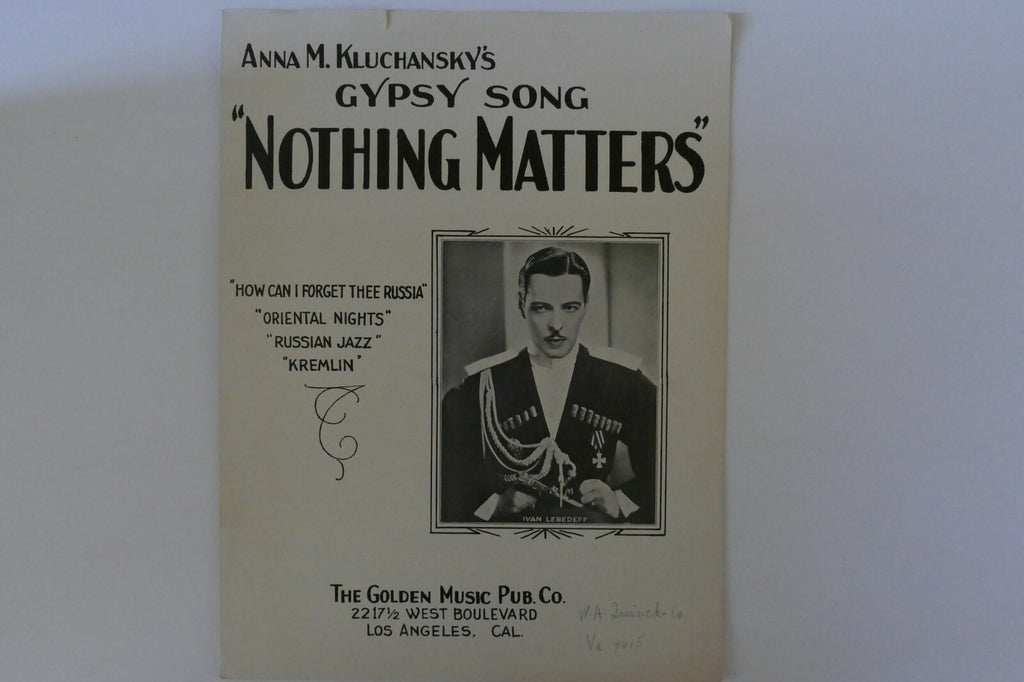 ANNA M. KLUCHANSKY'S
GYPSY SONG
"NOTHING MATTERS"
"HOW CAN I FORGET THEE RUSSIA"
"ORIENTAL NIGHTS"
"RUSSIAN JAZZ"
"KREMLIN"
IVAN LEBEDEFF
THE GOLDEN MUSIC PUB. CO.
2217½ WEST BOULEVARD
LOS ANGELES, CAL.
W.A. Co